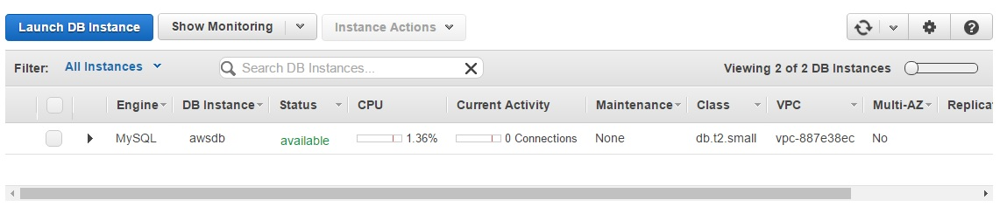 Launch DB Instance Show Monitoring Instance Actions
Filter: All Instances Search DB Instances... Viewing 2 of 2 DB Instances
Engine DB Instance Status CPU Current Activity Maintenance Class VPC Multi-AZ Replicat
MySQL awsdb available 1.36% 0 Connections None db.t2.small vpc-887e38ec No